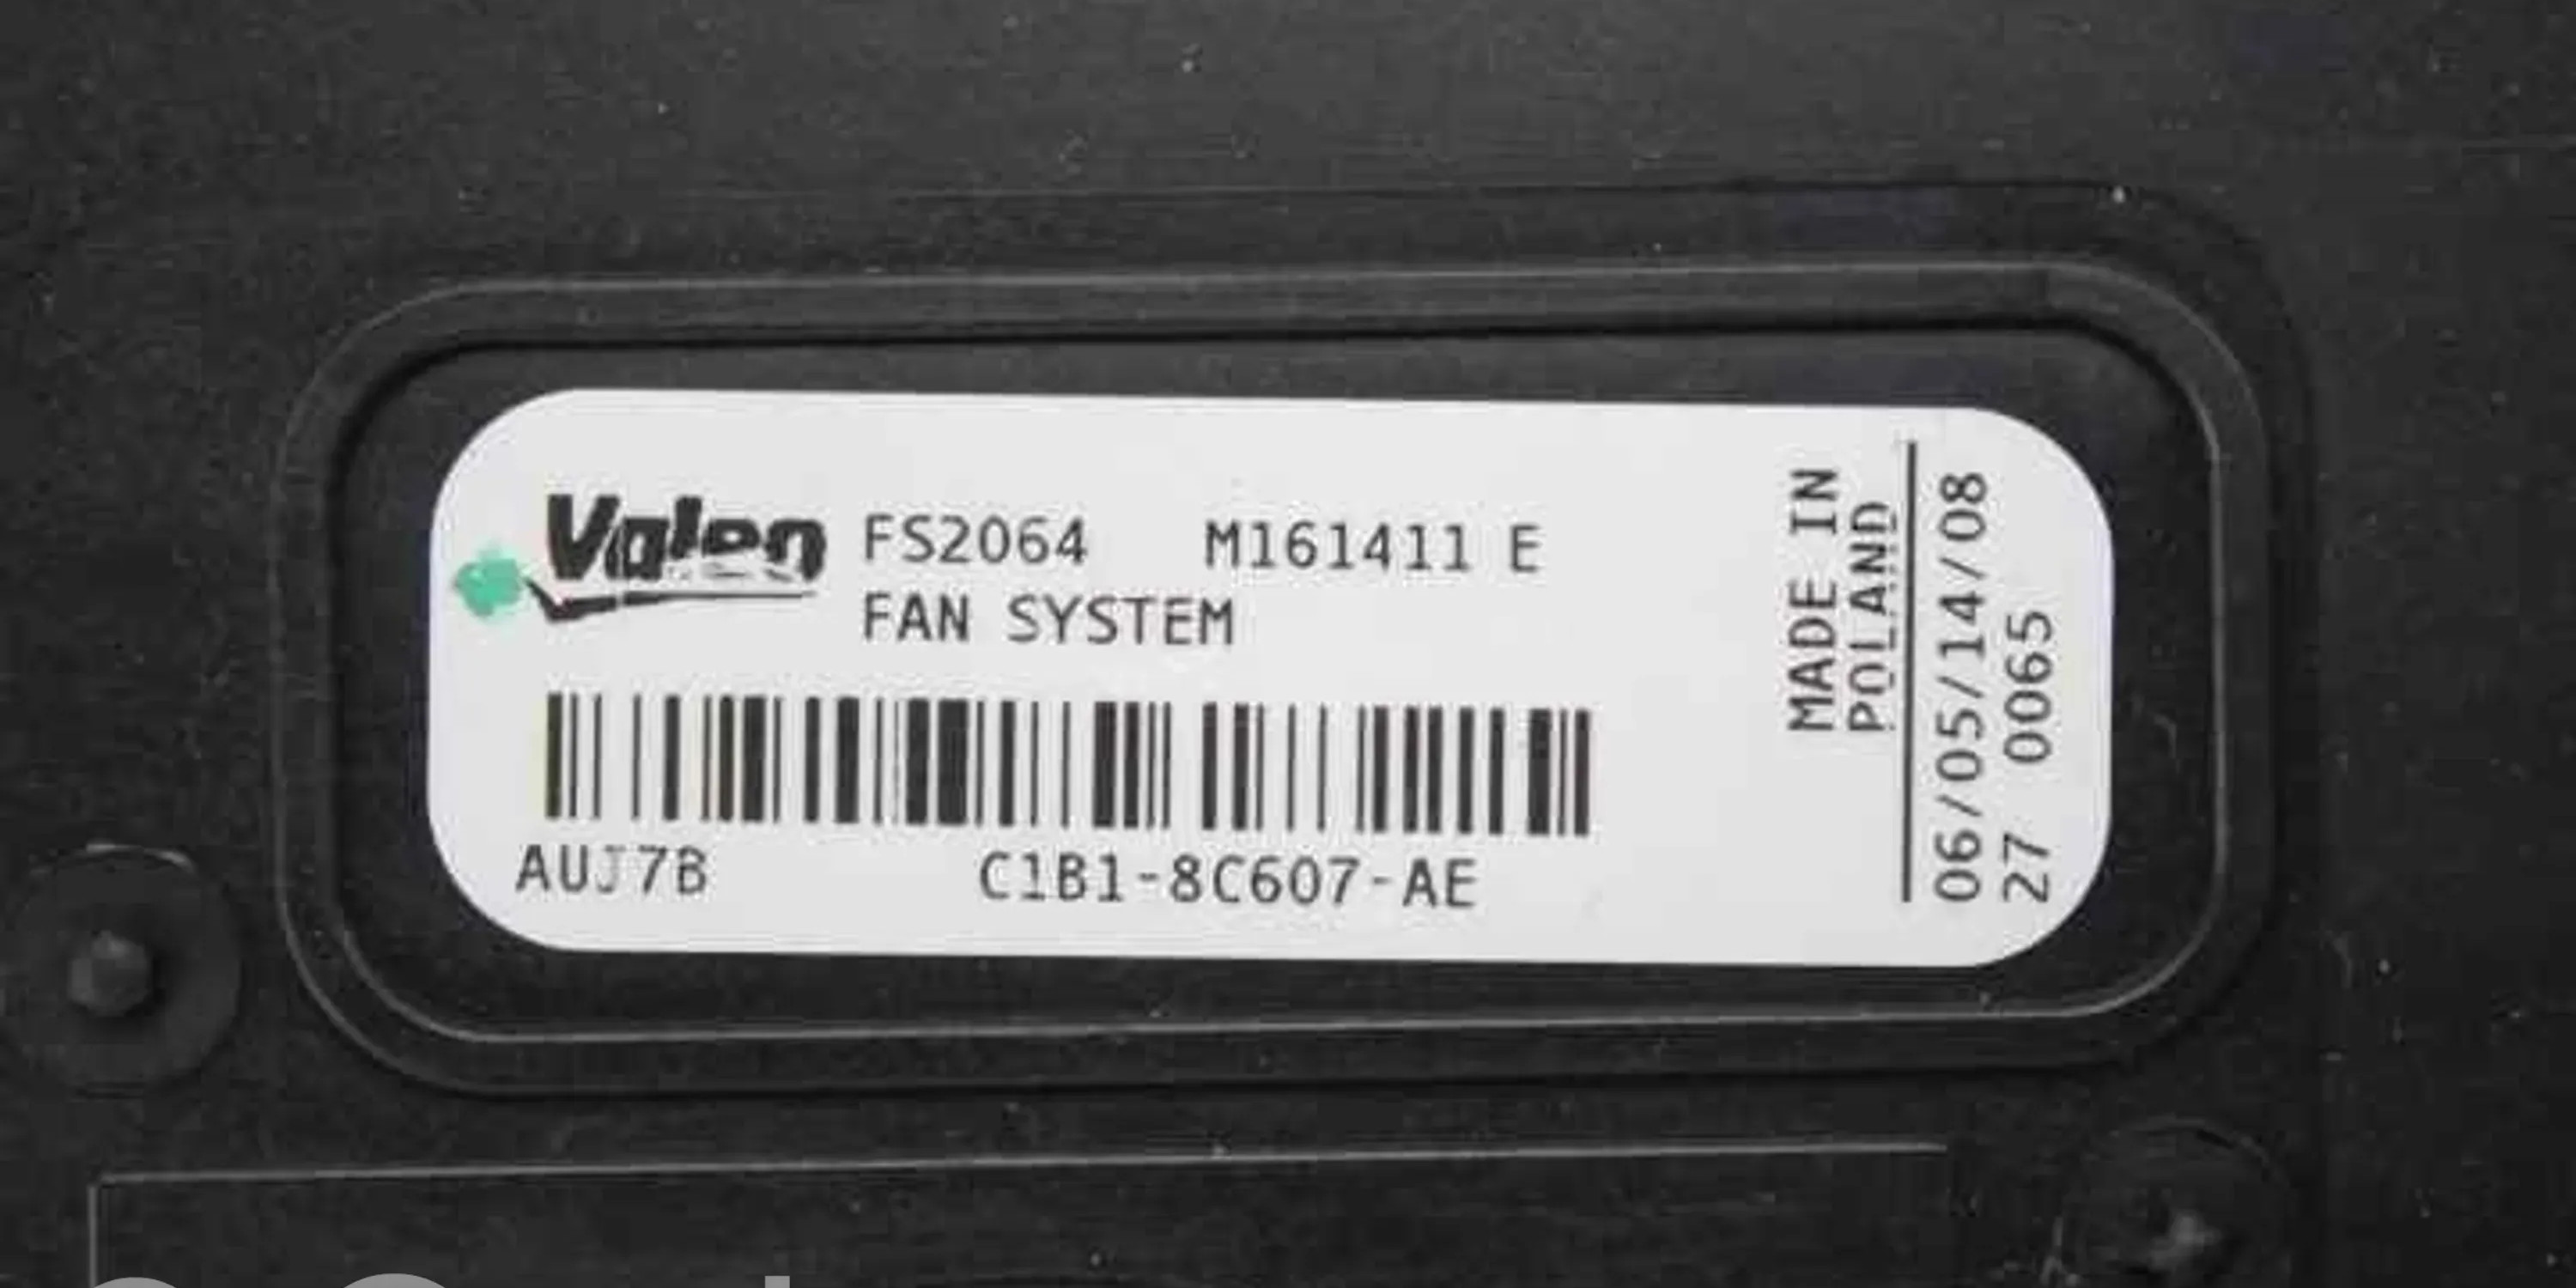 Valeo FS2064 M161411 E
FAN SYSTEM
AUJ7B C1B1-8C607-AE
MADE IN
POLAND
06/05/14/08
27 0065